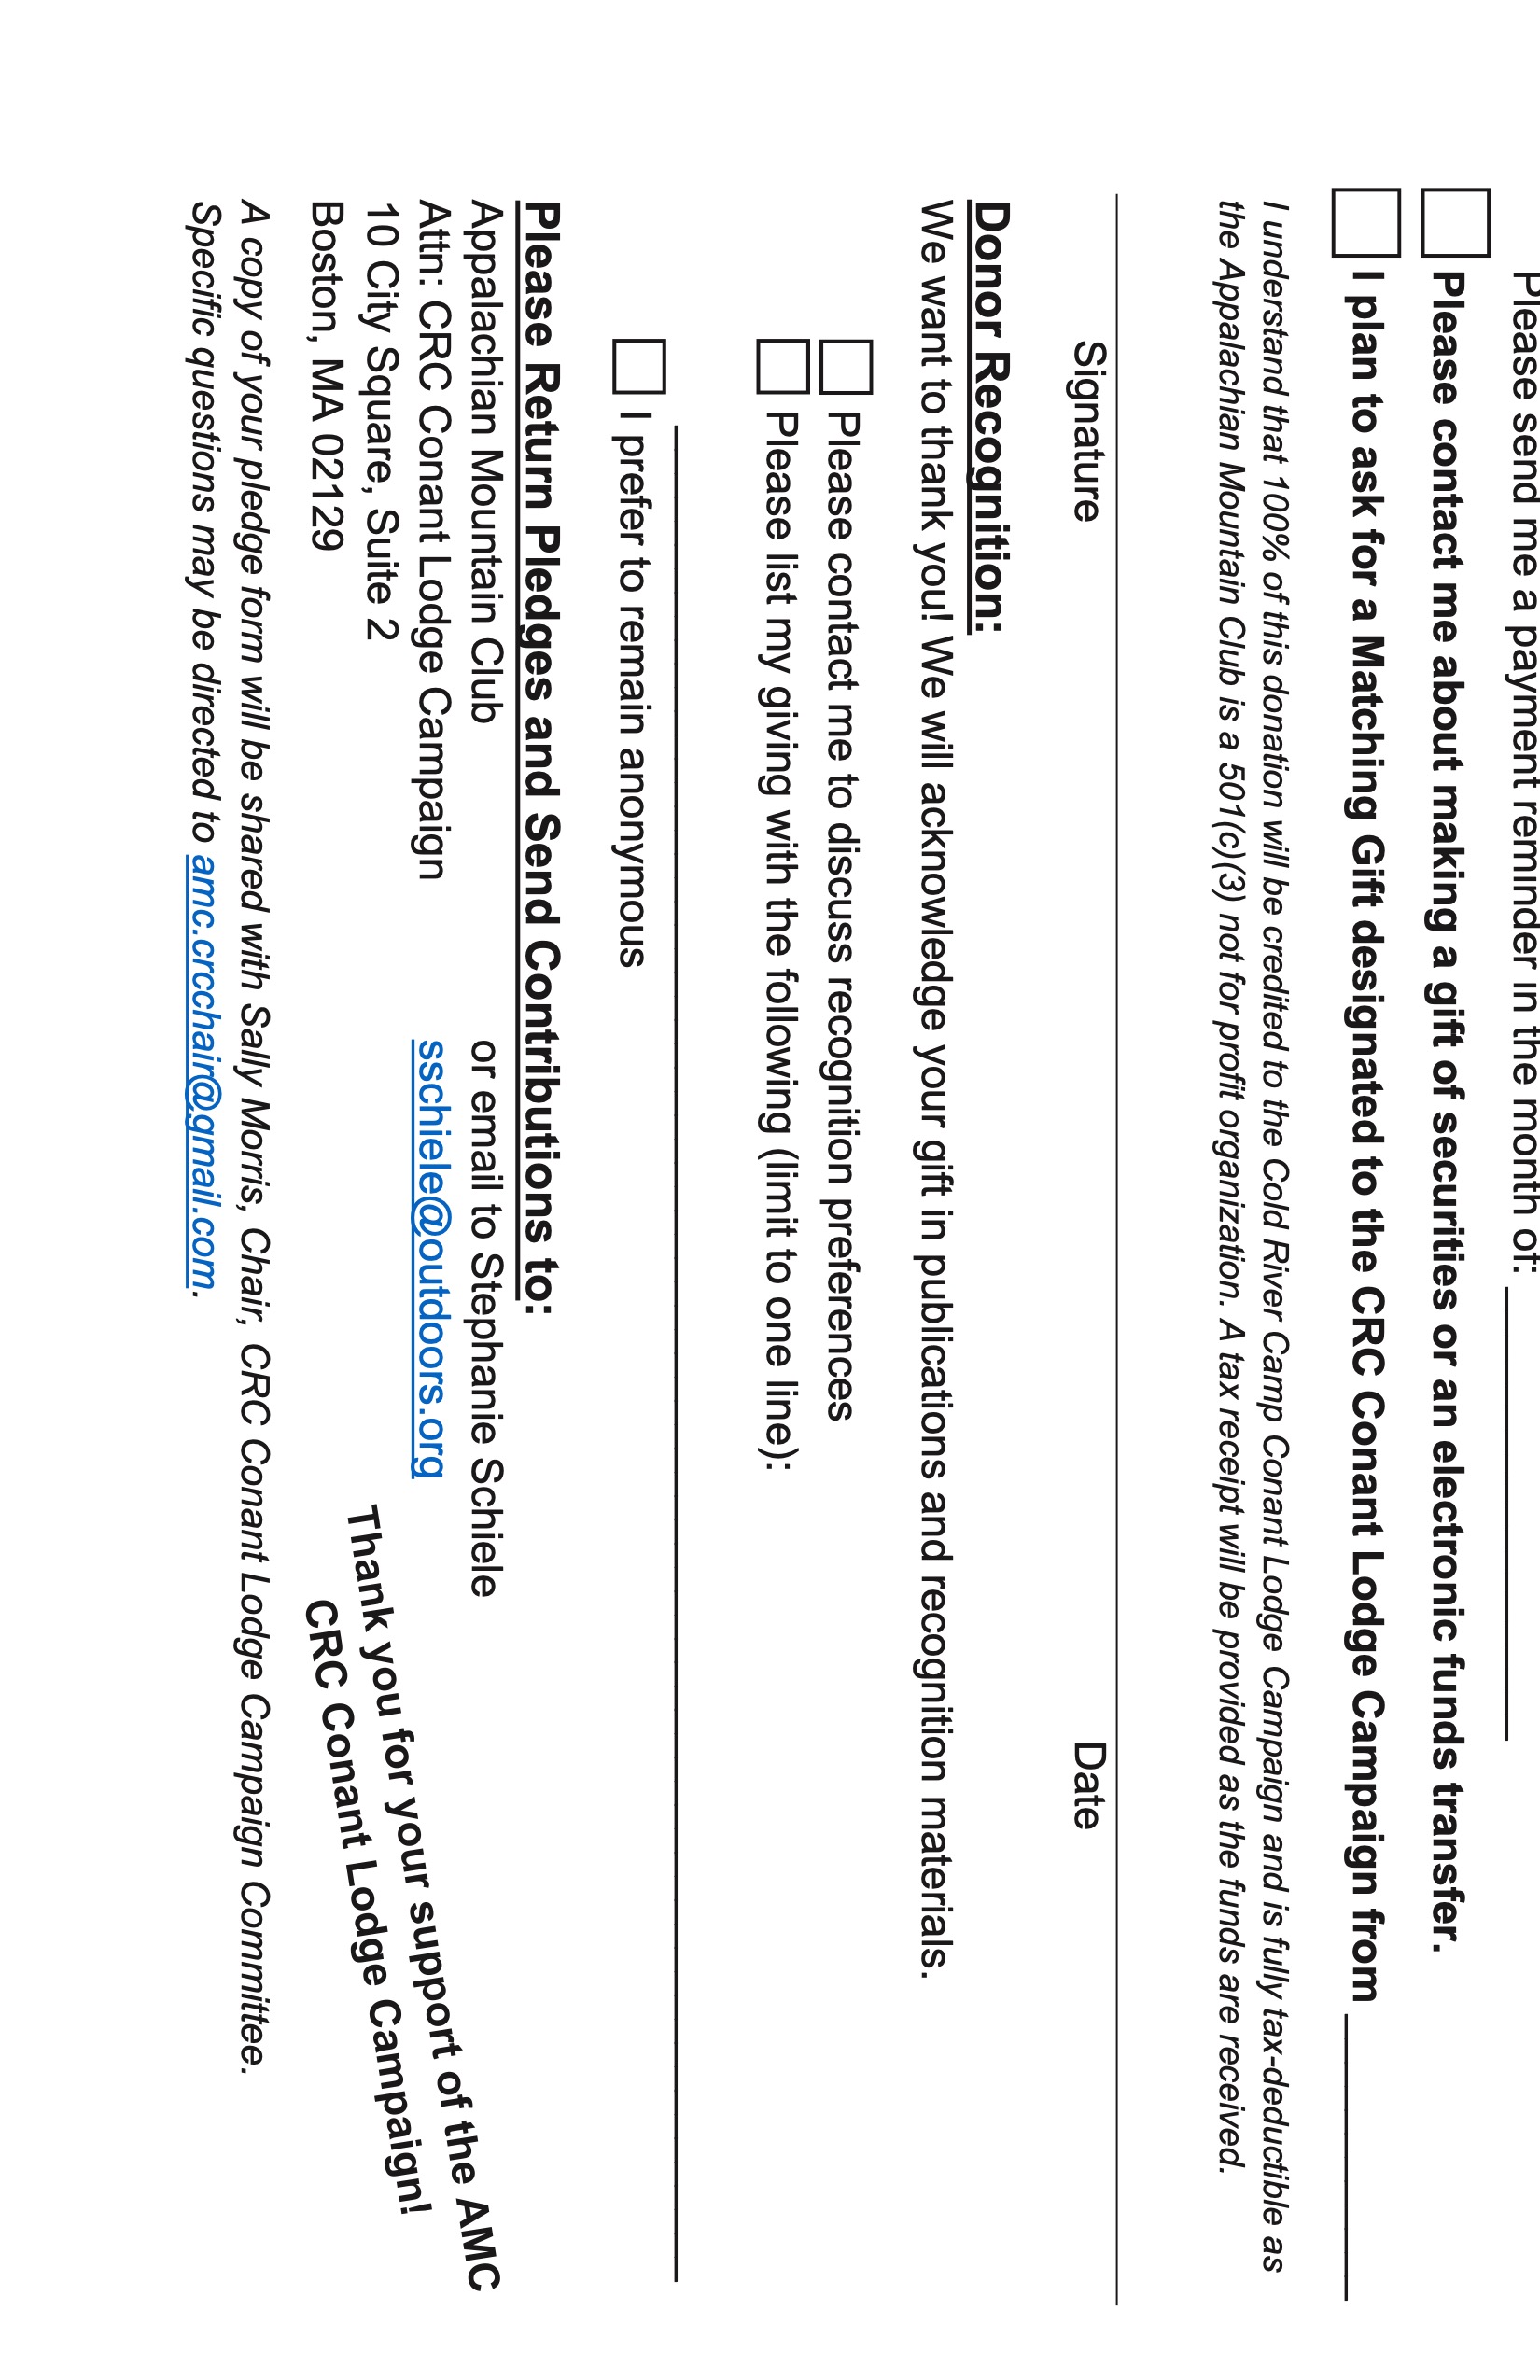 Please send me a payment reminder in the month of:
Please contact me about making a gift of securities or an electronic funds transfer.
I plan to ask for a Matching Gift designated to the CRC Conant Lodge Campaign from
I understand that 100% of this donation will be credited to the Cold River Camp Conant Lodge Campaign and is fully tax-deductible as
the Appalachian Mountain Club is a 501(c)(3) not for profit organization. A tax receipt will be provided as the funds are received.
Signature Date
Donor Recognition:
We want to thank you! We will acknowledge your gift in publications and recognition materials.
Please contact me to discuss recognition preferences
Please list my giving with the following (limit to one line):
I prefer to remain anonymous
Please Return Pledges and Send Contributions to:
Appalachian Mountain Club or email to Stephanie Schiele
Attn: CRC Conant Lodge Campaign sschiele@outdoors.org
10 City Square, Suite 2
Boston, MA 02129
Thank you for your support of the AMC
CRC Conant Lodge Campaign!
A copy of your pledge form will be shared with Sally Morris, Chair, CRC Conant Lodge Campaign Committee.
Specific questions may be directed to amc.crcchair@gmail.com.